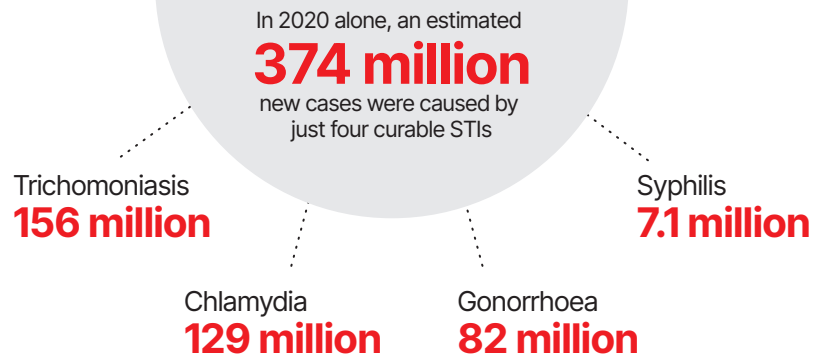 In 2020 alone, an estimated
374 million
new cases were caused by
just four curable STIs
Trichomoniasis
156 million
Syphilis
7.1 million
Chlamydia
129 million
Gonorrhoea
82 million